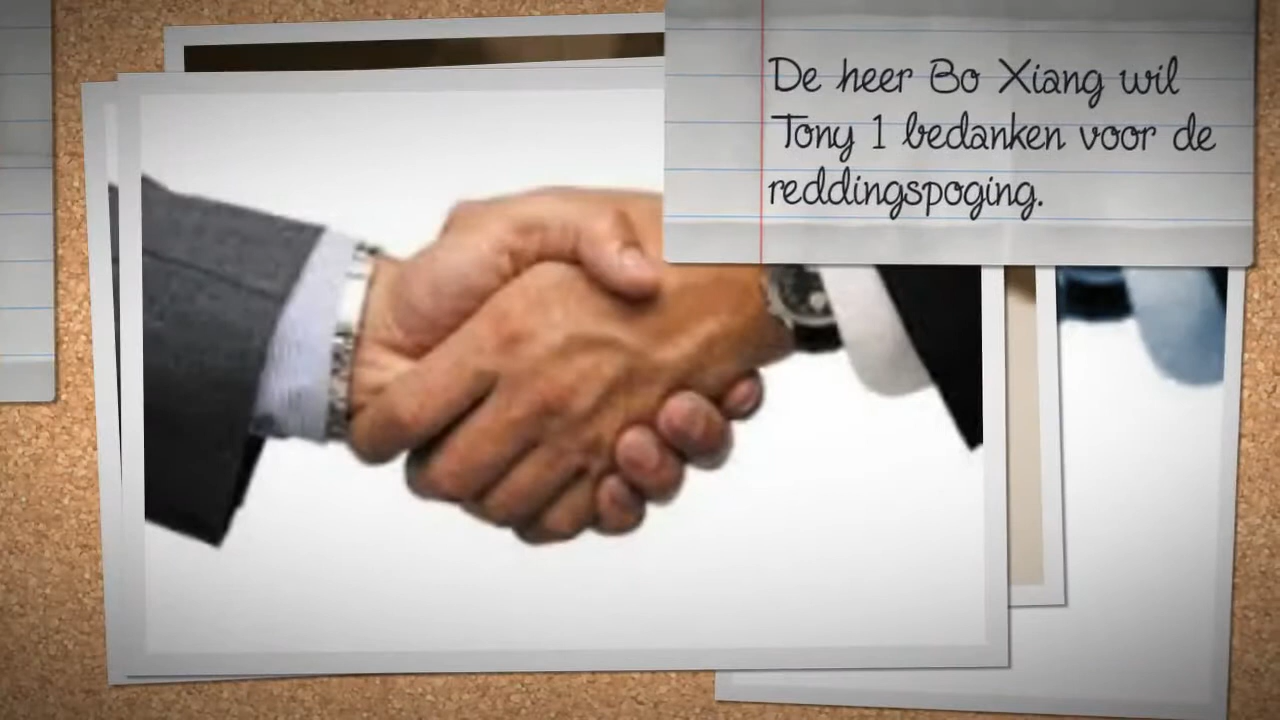 De heer Bo Xiang wil
Tony 1 bedanken voor de
reddingspoging.